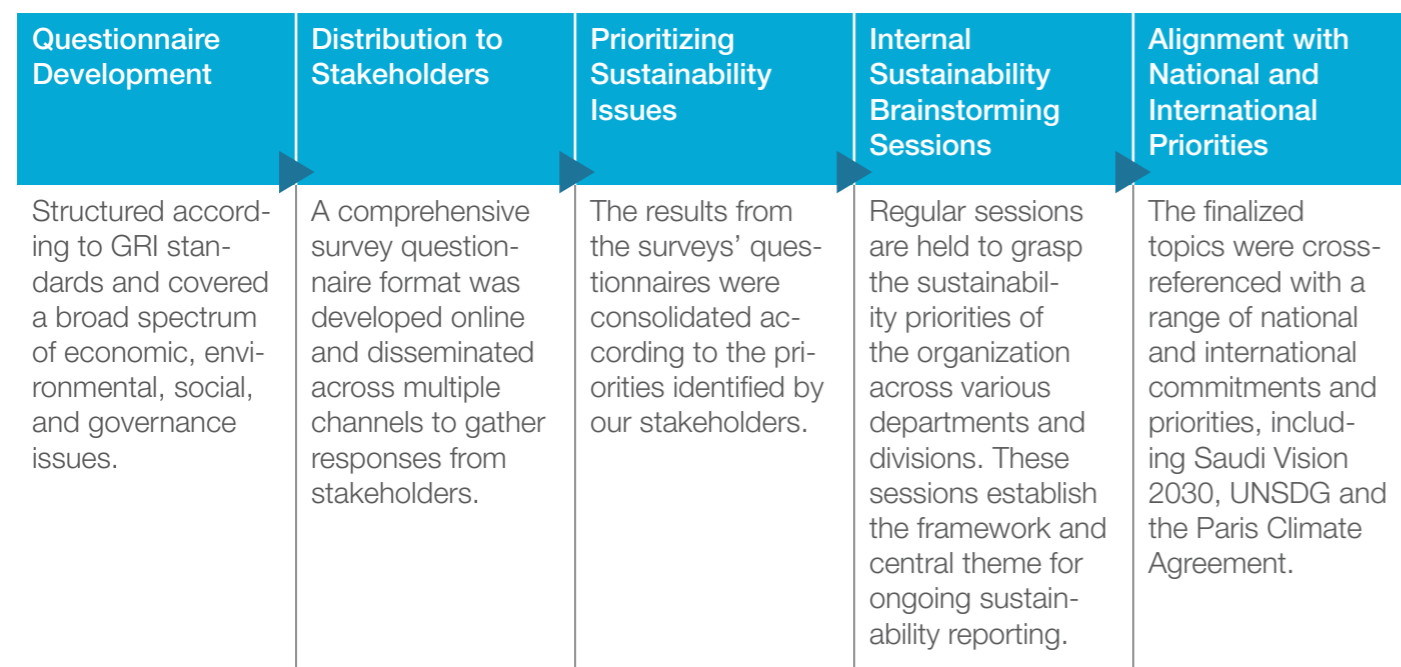 Questionnaire
Development
Structured accord-
ing to GRI stan-
dards and covered
a broad spectrum
of economic, envi-
ronmental, social,
and governance
issues.
Distribution to
Stakeholders
A comprehensive
survey question-
naire format was
developed online
and disseminated
across multiple
channels to gather
responses from
stakeholders.
Prioritizing
Sustainability
Issues
The results from
the surveys’ ques-
tionnaires were
consolidated ac-
cording to the pri-
orities identified by
our stakeholders.
Internal
Sustainability
Brainstorming
Sessions
Regular sessions
are held to grasp
the sustainabil-
ity priorities of
the organization
across various
departments and
divisions. These
sessions establish
the framework and
central theme for
ongoing sustain-
ability reporting.
Alignment with
National and
International
Priorities
The finalized
topics were cross-
referenced with a
range of national
and international
commitments and
priorities, includ-
ing Saudi Vision
2030, UNSDG and
the Paris Climate
Agreement.